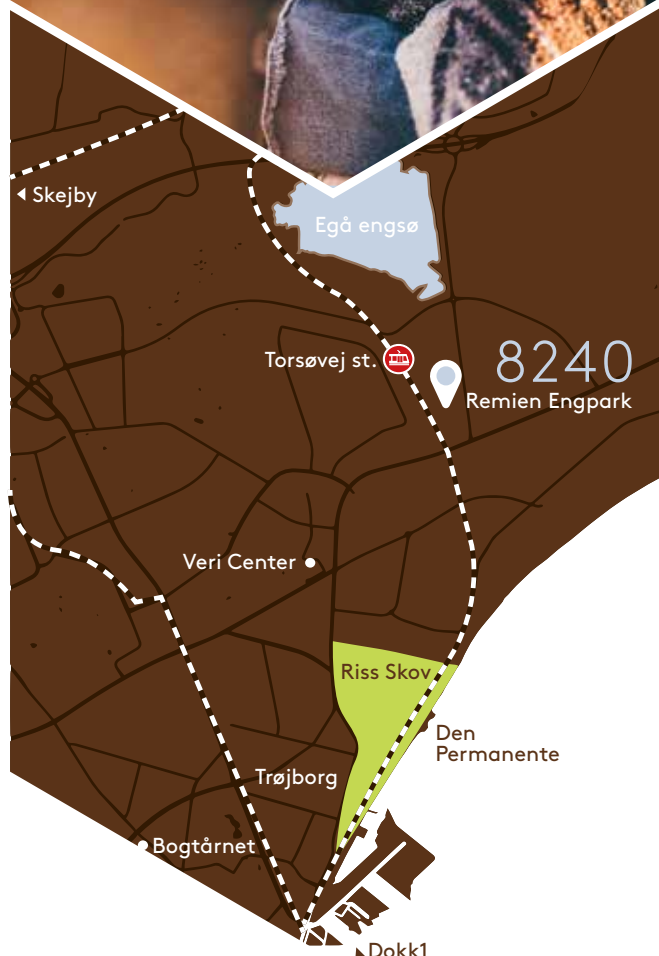 Skejby
Egå engsø
Torsøvej st.
8240
Remien Engpark
Veri Center
Riss Skov
Den
Permanente
Trøjborg
Bogtårnet
Dokk1